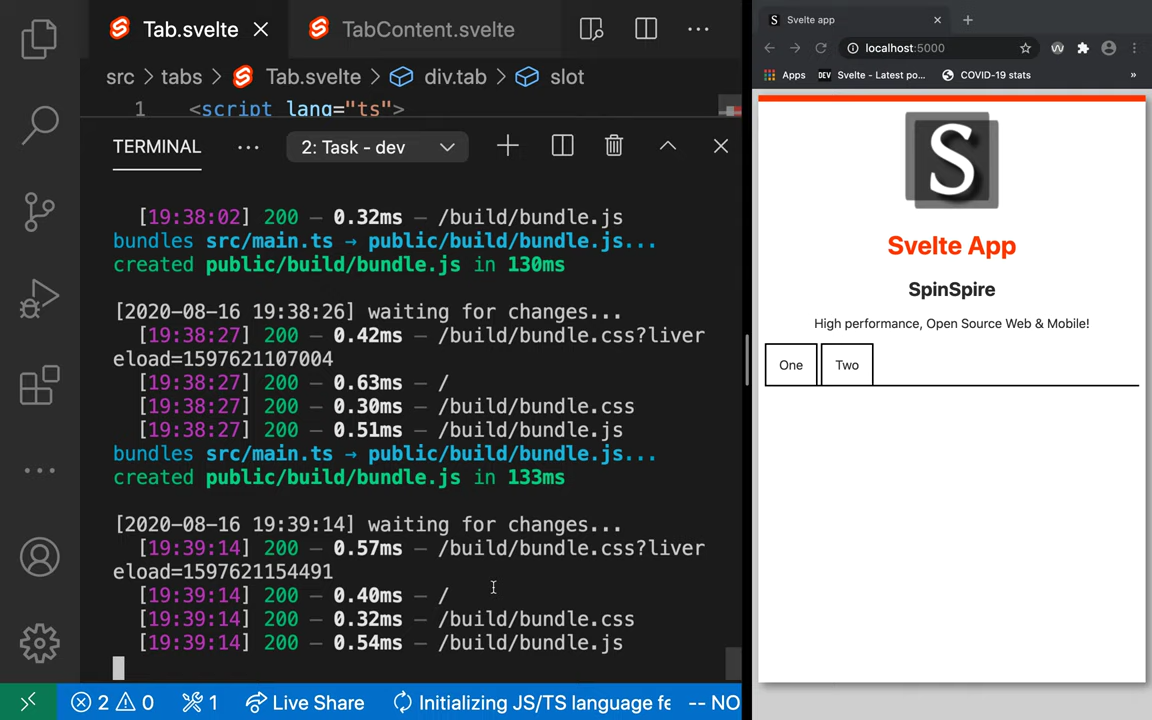 Tab.svelte
TabContent.svelte
src > tabs > Tab.svelte > div.tab > slot
1 <script lang="ts">
TERMINAL
2: Task - dev
[19:38:02] 200 — 0.32ms — /build/bundle.js
bundles src/main.ts → public/build/bundle.js...
created public/build/bundle.js in 130ms
[2020-08-16 19:38:26] waiting for changes...
[19:38:27] 200 — 0.42ms — /build/bundle.css?liver
eload=1597621107004
[19:38:27] 200 — 0.63ms — /
[19:38:27] 200 — 0.30ms — /build/bundle.css
[19:38:27] 200 — 0.51ms — /build/bundle.js
bundles src/main.ts → public/build/bundle.js...
created public/build/bundle.js in 133ms
[2020-08-16 19:39:14] waiting for changes...
[19:39:14] 200 — 0.57ms — /build/bundle.css?liver
eload=1597621154491
[19:39:14] 200 — 0.40ms — /
[19:39:14] 200 — 0.32ms — /build/bundle.css
[19:39:14] 200 — 0.54ms — /build/bundle.js
2 0 1 Live Share Initializing JS/TS language fe -- NO
S Svelte app
localhost:5000
Apps DEV Svelte - Latest po... COVID-19 stats »
S
Svelte App
SpinSpire
High performance, Open Source Web & Mobile!
One
Two